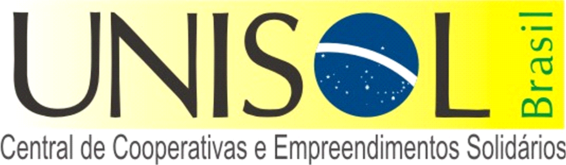 UNISOL Brasil
Central de Cooperativas e Empreendimentos Solidários